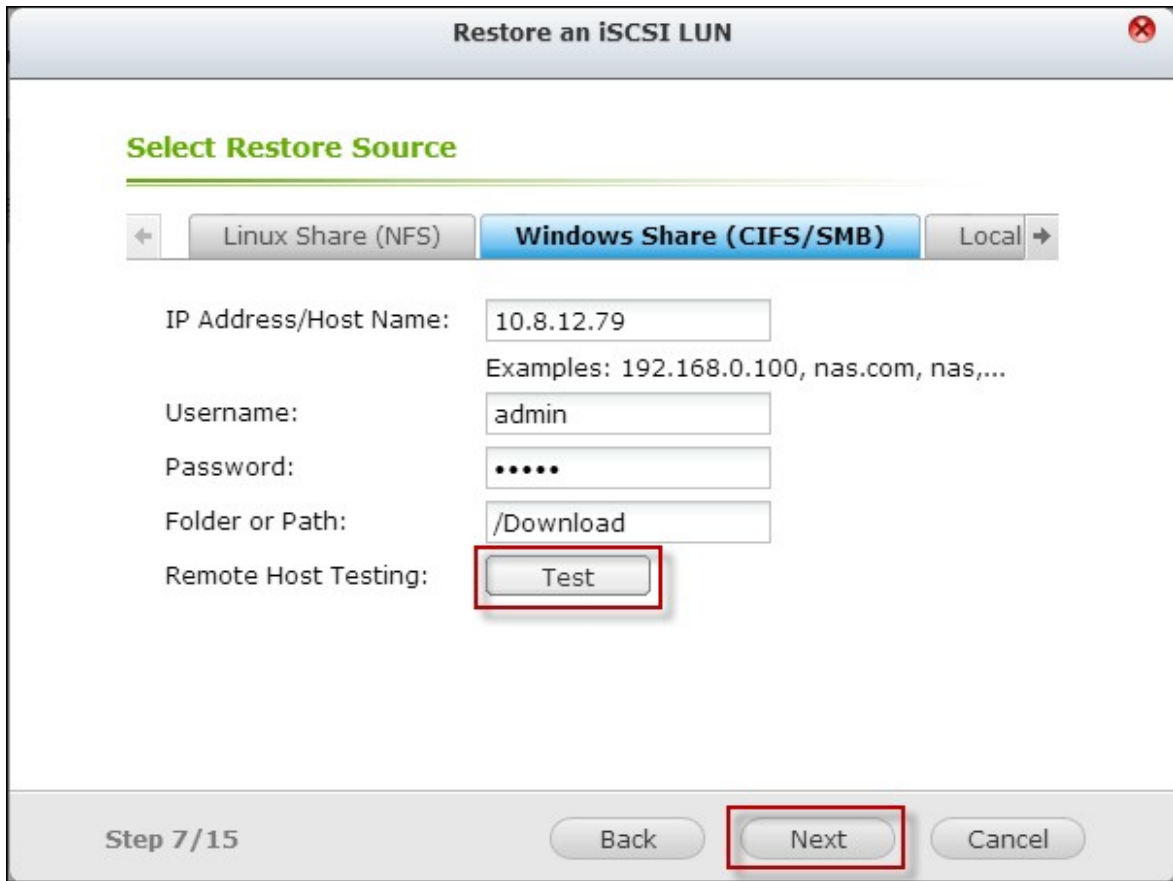 Restore an iSCSI LUN
Select Restore Source
Linux Share (NFS) Windows Share (CIFS/SMB) Local
IP Address/Host Name: 10.8.12.79
Examples: 192.168.0.100, nas.com, nas,...
Username: admin
Password: •••••
Folder or Path: /Download
Remote Host Testing: Test
Step 7/15 Back Next Cancel